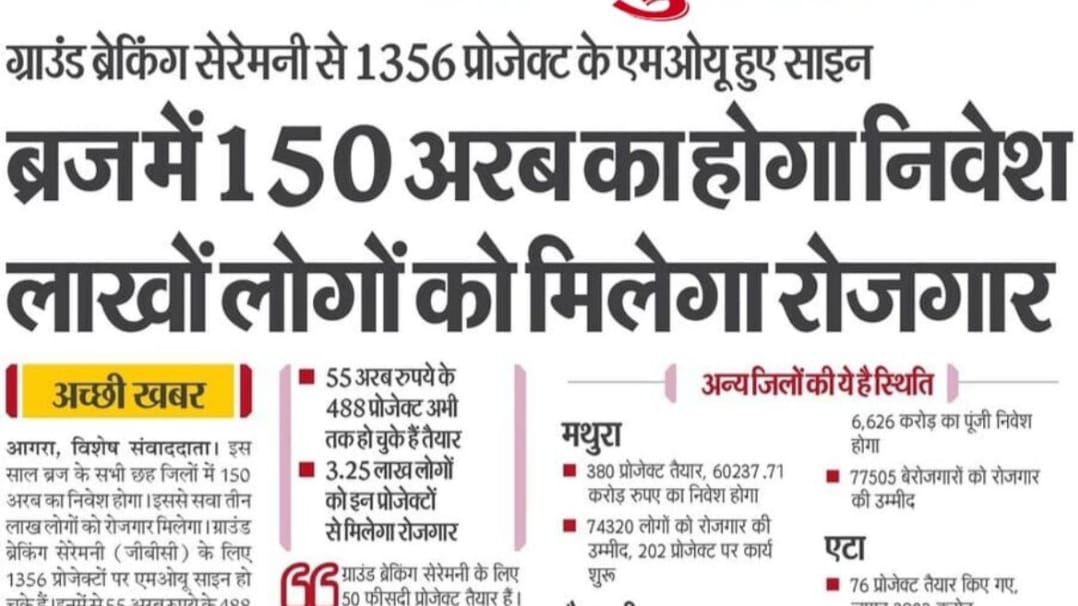 ग्राउंड ब्रेकिंग सेरेमनी से 1356 प्रोजेक्ट के एमओयू हुए साइन
ब्रज में 150 अरब का होगा निवेश
लाखों लोगों को मिलेगा रोजगार
अच्छी खबर
आगरा, विशेष संवाददाता। इस
साल ब्रज के सभी छह जिलों में 150
अरब का निवेश होगा। इससे सवा तीन
लाख लोगों को रोजगार मिलेगा। ग्राउंड
ब्रेकिंग सेरेमनी (जीबीसी) के लिए
1356 प्रोजेक्टों पर एमओयू साइन हो
चुके हैं। इनमें से 55 अरब रुपये के 488
55 अरब रुपये के
488 प्रोजेक्ट अभी
तक हो चुके हैं तैयार
3.25 लाख लोगों
को इन प्रोजेक्टों
से मिलेगा रोजगार
ग्राउंड ब्रेकिंग सेरेमनी के लिए
50 फीसदी प्रोजेक्ट तैयार हैं।
अन्य जिलों की ये है स्थिति
मथुरा
380 प्रोजेक्ट तैयार, 60237.71
करोड़ रुपए का निवेश होगा
74320 लोगों को रोजगार की
उम्मीद, 202 प्रोजेक्ट पर कार्य
शुरू
6,626 करोड़ का पूंजी निवेश
होगा
77505 बेरोजगारों को रोजगार
की उम्मीद
एटा
76 प्रोजेक्ट तैयार किए गए,